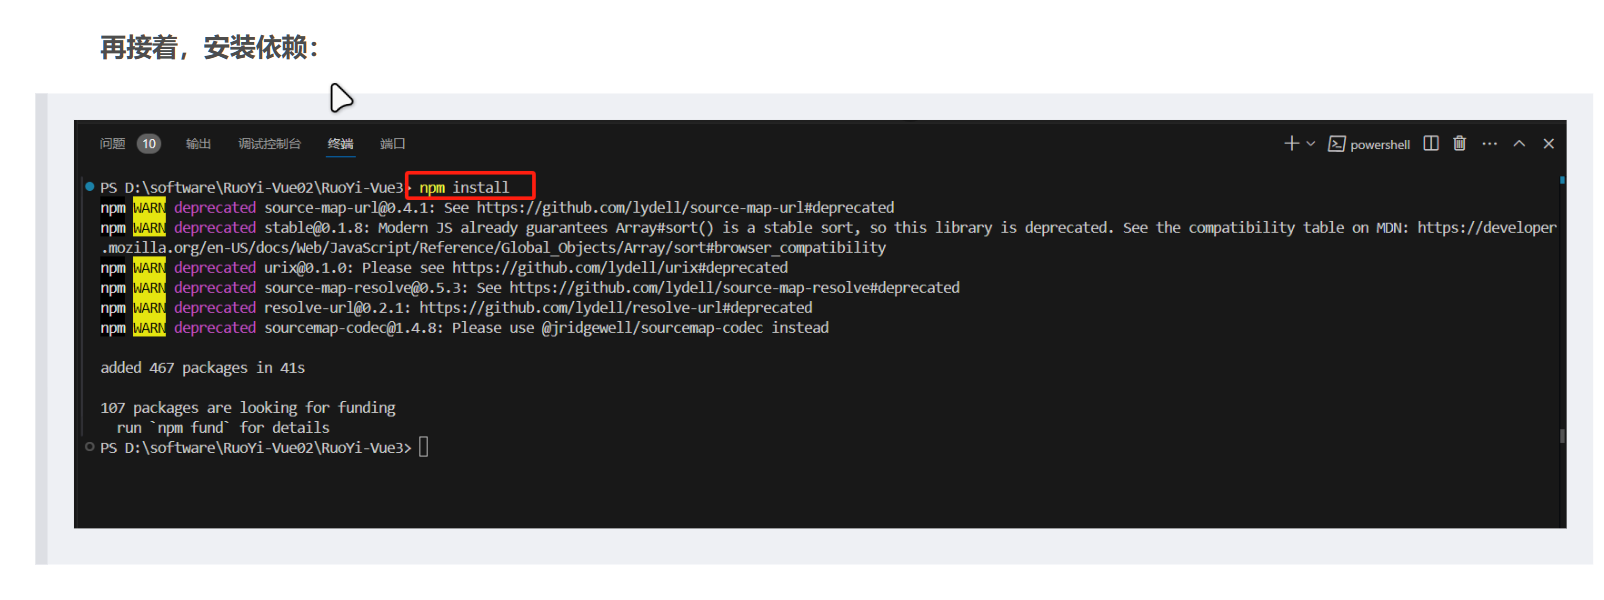 再接着，安装依赖：
问题 10 输出 调试控制台 终端 端口 powershell
PS D:\software\RuoYi-Vue02\RuoYi-Vue3> npm install
npm WARN deprecated source-map-url@0.4.1: See https://github.com/lydell/source-map-url#deprecated
npm WARN deprecated stable@0.1.8: Modern JS already guarantees Array#sort() is a stable sort, so this library is deprecated. See the compatibility table on MDN: https://developer
.mozilla.org/en-US/docs/Web/JavaScript/Reference/Global_Objects/Array/sort#browser_compatibility
npm WARN deprecated urix@0.1.0: Please see https://github.com/lydell/urix#deprecated
npm WARN deprecated source-map-resolve@0.5.3: See https://github.com/lydell/source-map-resolve#deprecated
npm WARN deprecated resolve-url@0.2.1: https://github.com/lydell/resolve-url#deprecated
npm WARN deprecated sourcemap-codec@1.4.8: Please use @jridgewell/sourcemap-codec instead
added 467 packages in 41s
107 packages are looking for funding
run `npm fund` for details
PS D:\software\RuoYi-Vue02\RuoYi-Vue3>